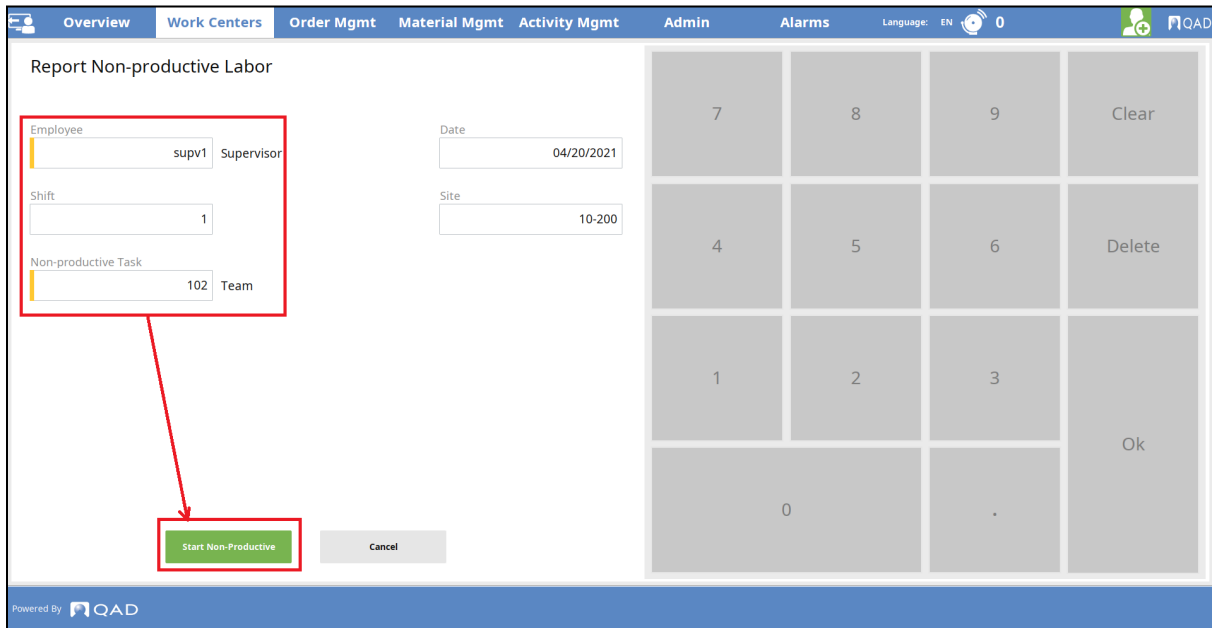 Overview Work Centers Order Mgmt Material Mgmt Activity Mgmt Admin Alarms Language: EN 0 QAD
Report Non-productive Labor
Employee
supv1 Supervisor
Date
04/20/2021
Shift
1
Site
10-200
Non-productive Task
102 Team
Start Non-Productive Cancel
7 8 9 Clear
4 5 6 Delete
1 2 3
Ok
0 .
Powered By QAD